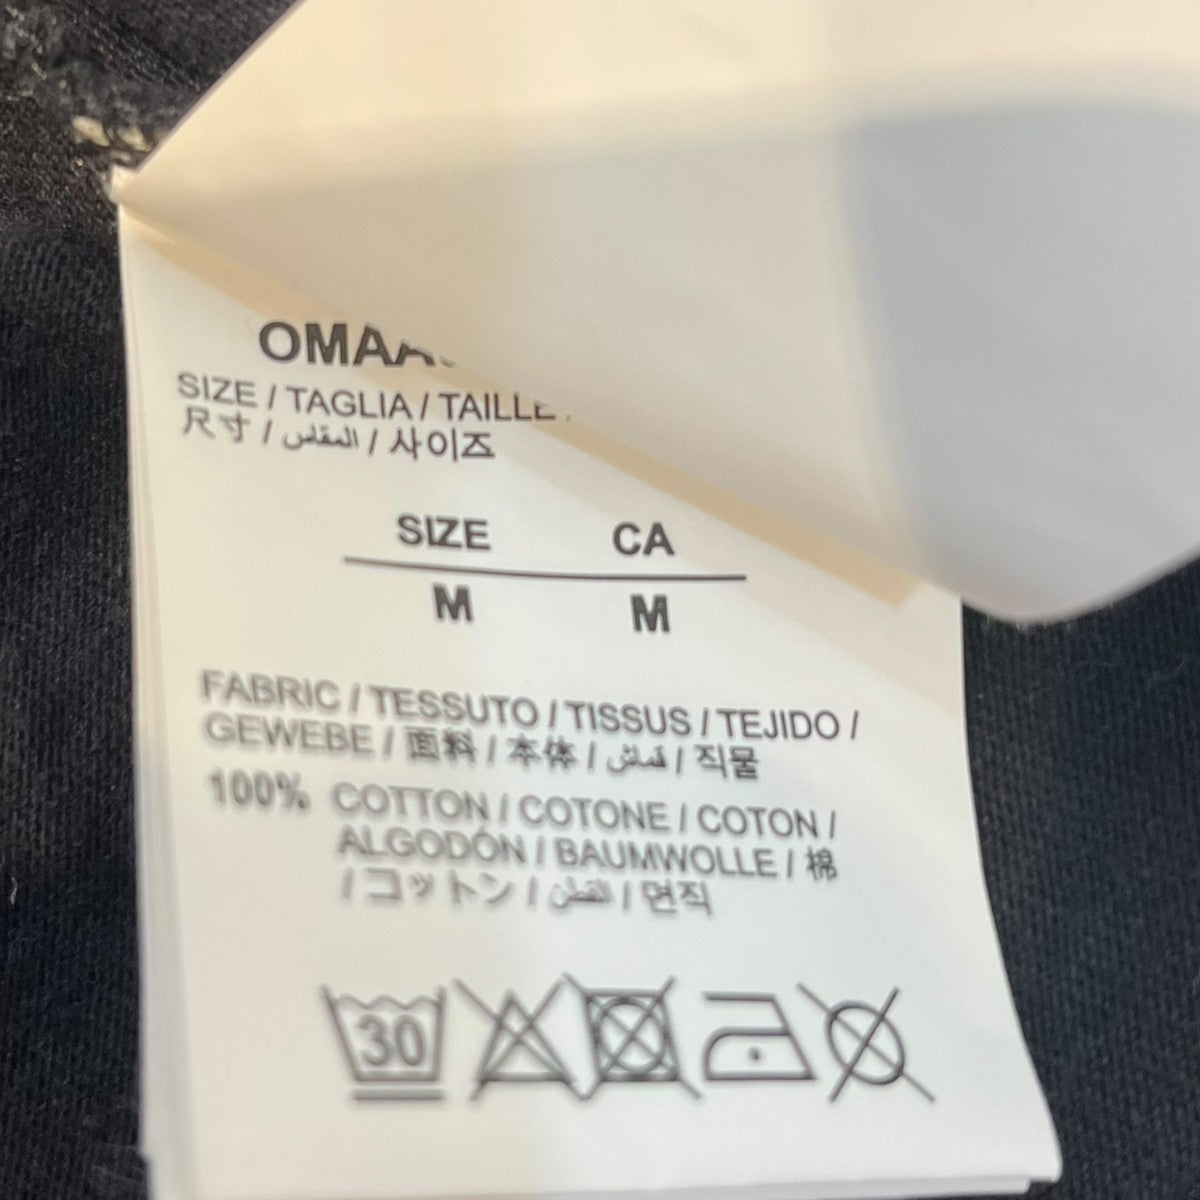 SIZE / TAGLIA / TAILLE
尺寸 / المقاس / 사이즈
SIZE CA
M M
FABRIC / TESSUTO / TISSUS / TEJIDO /
GEWEBE / 面料 / 本体 / قماش / 직물
100% COTTON / COTONE / COTON /
ALGODÓN / BAUMWOLLE / 棉
/ コットン / القطن / 면직
30